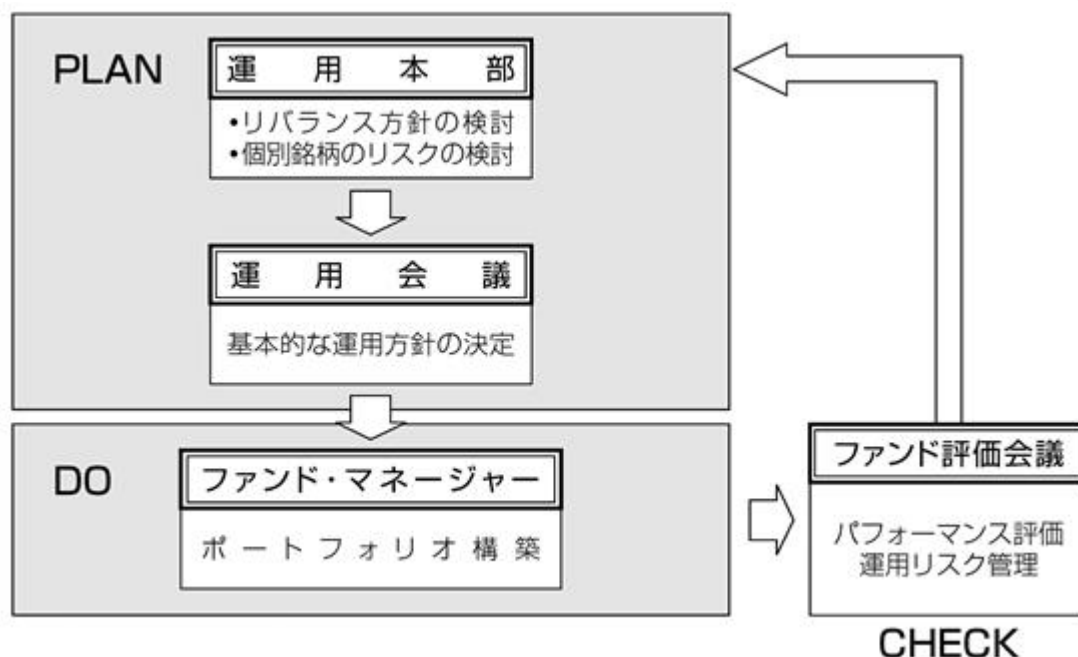 PLAN
運用本部
•リバランス方針の検討
•個別銘柄のリスクの検討
運用会議
基本的な運用方針の決定
DO
ファンド・マネージャー
ポートフォリオ構築
ファンド評価会議
パフォーマンス評価
運用リスク管理
CHECK